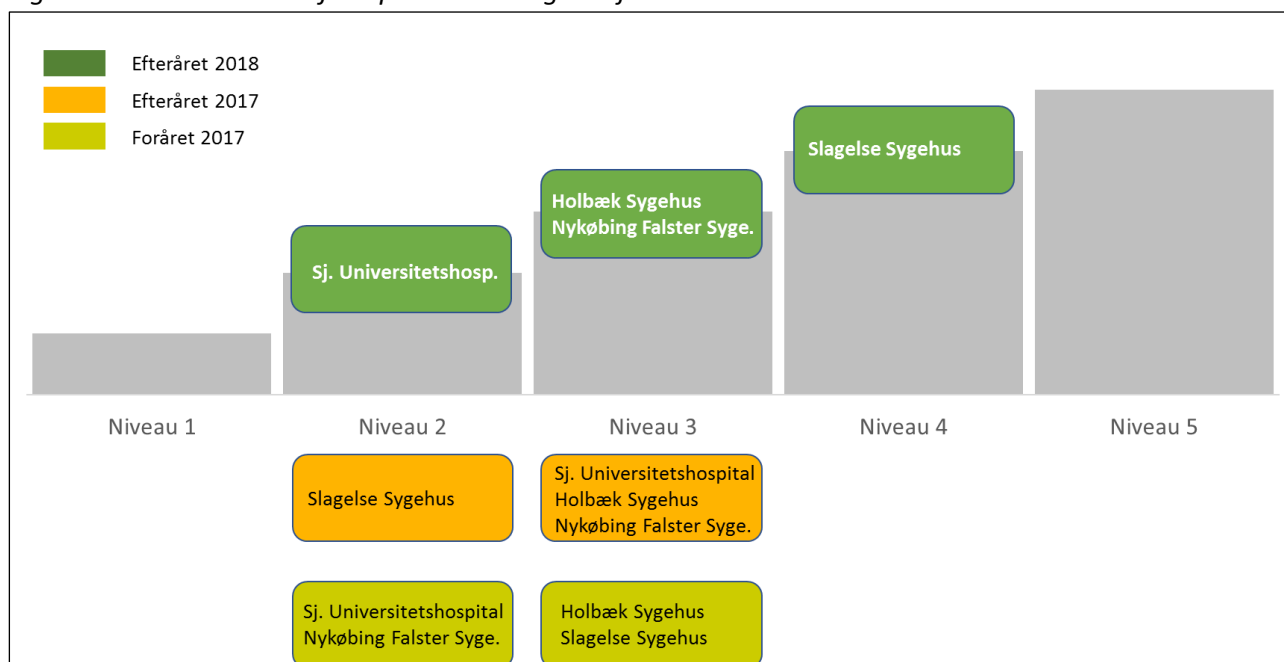 Efteråret 2018
Efteråret 2017
Foråret 2017
Slagelse Sygehus
Holbæk Sygehus
Nykøbing Falster Syge.
Sj. Universitetshosp.
Niveau 1
Niveau 2
Niveau 3
Niveau 4
Niveau 5
Slagelse Sygehus
Sj. Universitetshospital
Holbæk Sygehus
Nykøbing Falster Syge.
Sj. Universitetshospital
Nykøbing Falster Syge.
Holbæk Sygehus
Slagelse Sygehus